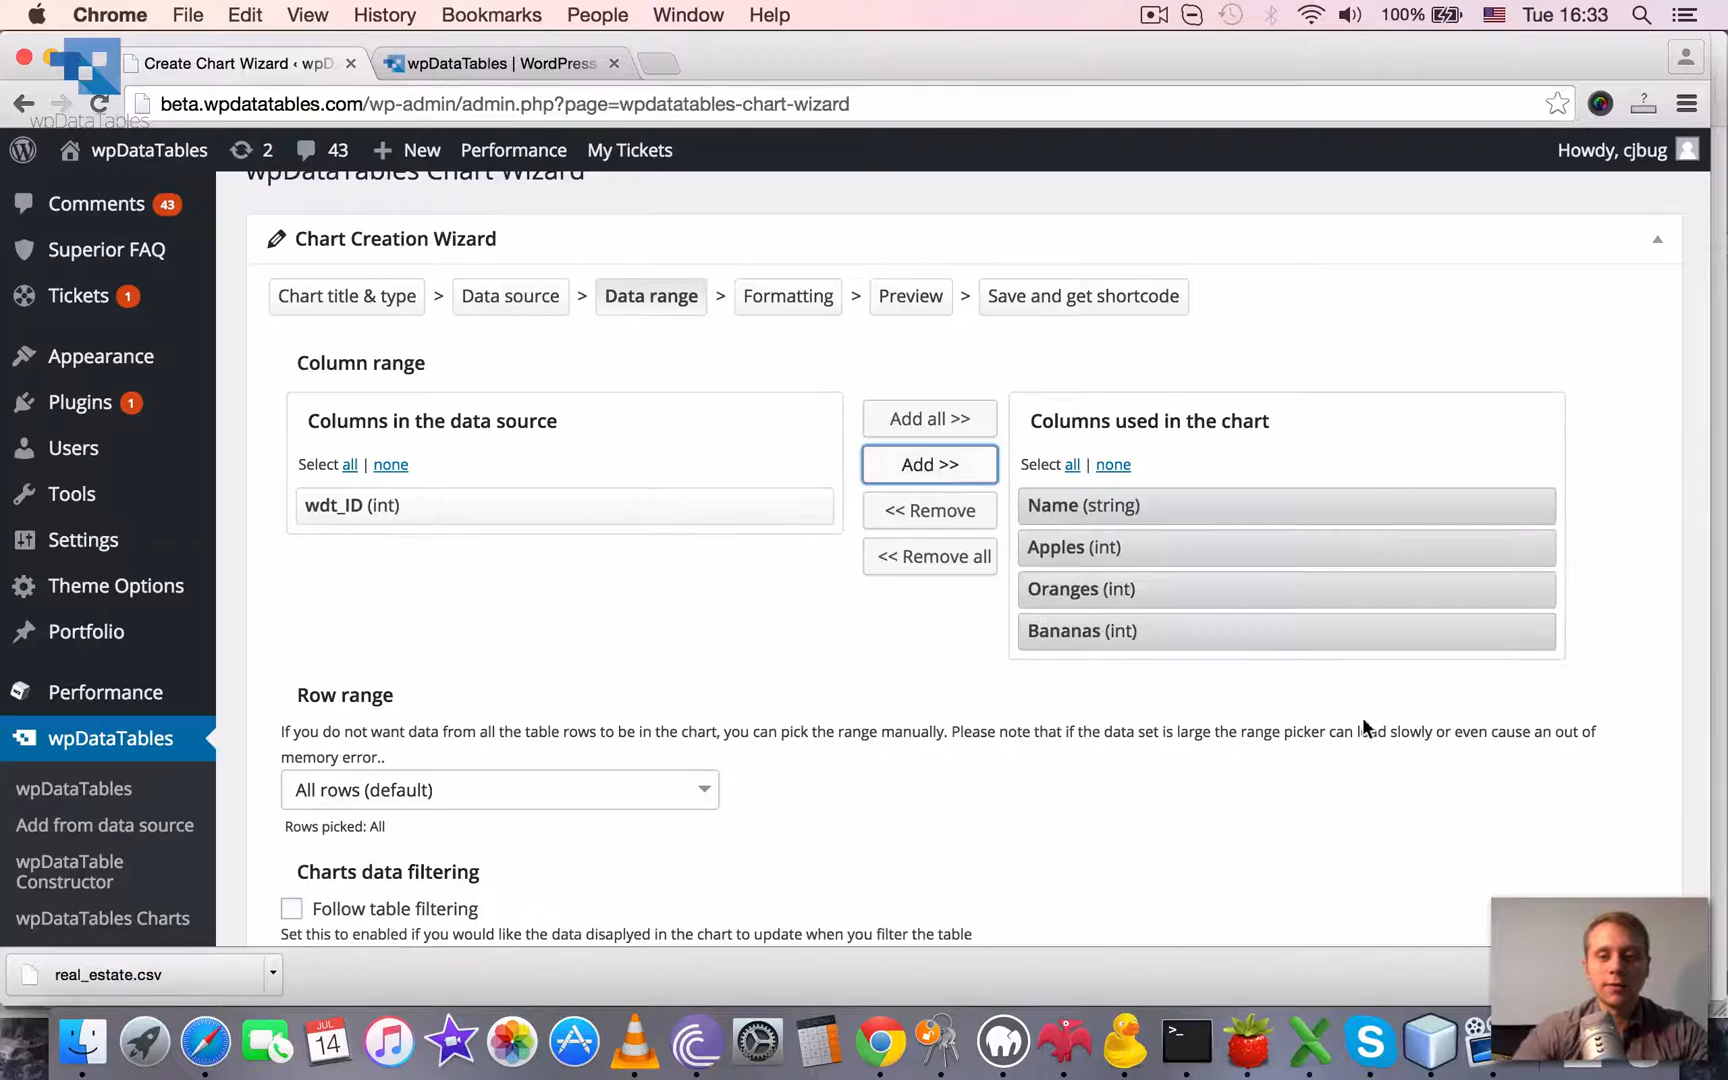 Chrome File Edit View History Bookmarks People Window Help 100% Tue 16:33
Create Chart Wizard ‹ wpD wpDataTables | WordPress
beta.wpdatatables.com/wp-admin/admin.php?page=wpdatatables-chart-wizard
wpDataTables
wpDataTables 2 43 New Performance My Tickets Howdy, cjbug
wpDataTables Chart Wizard
Comments 43
Superior FAQ
Tickets 1
Appearance
Plugins 1
Users
Tools
Settings
Theme Options
Portfolio
Performance
wpDataTables
wpDataTables
Add from data source
wpDataTable
Constructor
wpDataTables Charts
Chart Creation Wizard
Chart title & type > Data source > Data range > Formatting > Preview > Save and get shortcode
Column range
Columns in the data source
Select all | none
wdt_ID (int)
Add all >>
Add >>
<< Remove
<< Remove all
Columns used in the chart
Select all | none
Name (string)
Apples (int)
Oranges (int)
Bananas (int)
Row range
If you do not want data from all the table rows to be in the chart, you can pick the range manually. Please note that if the data set is large the range picker can load slowly or even cause an out of
memory error..
All rows (default)
Rows picked: All
Charts data filtering
Follow table filtering
Set this to enabled if you would like the data disaplyed in the chart to update when you filter the table
real_estate.csv
JUL
14